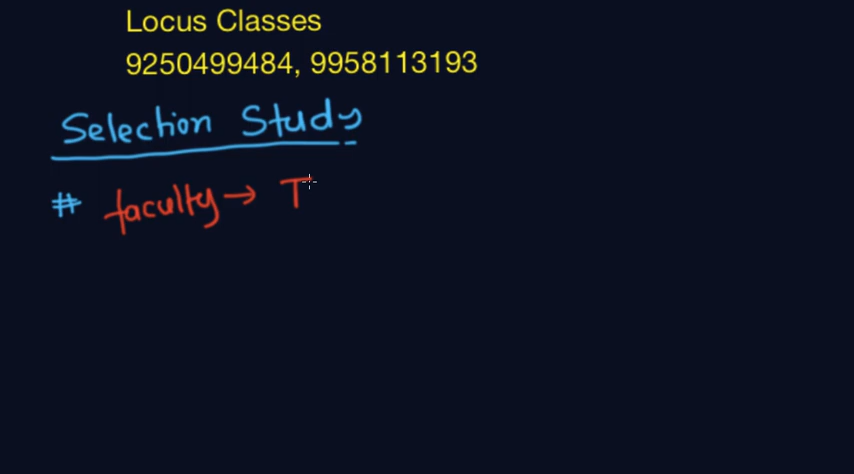 Locus Classes
9250499484, 9958113193
Selection Study
# faculty → T